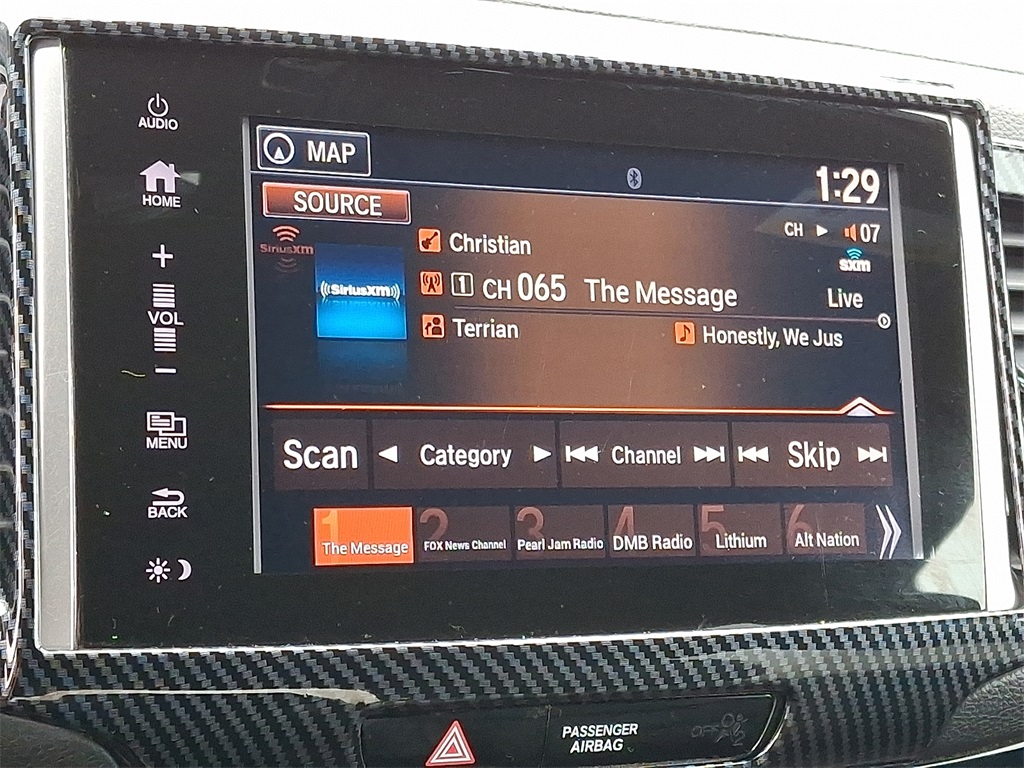 AUDIO
HOME
+
VOL
−
MENU
BACK
MAP
1:29
SOURCE
CH ▶ 07
SiriusXM
sxm
Christian
((SiriusXM))
1 CH 065 The Message Live
Terrian Honestly, We Jus
Scan ◀ Category ▶ Channel Skip
1 The Message
2 FOX News Channel
3 Pearl Jam Radio
4 DMB Radio
5 Lithium
6 Alt Nation
PASSENGER
AIRBAG